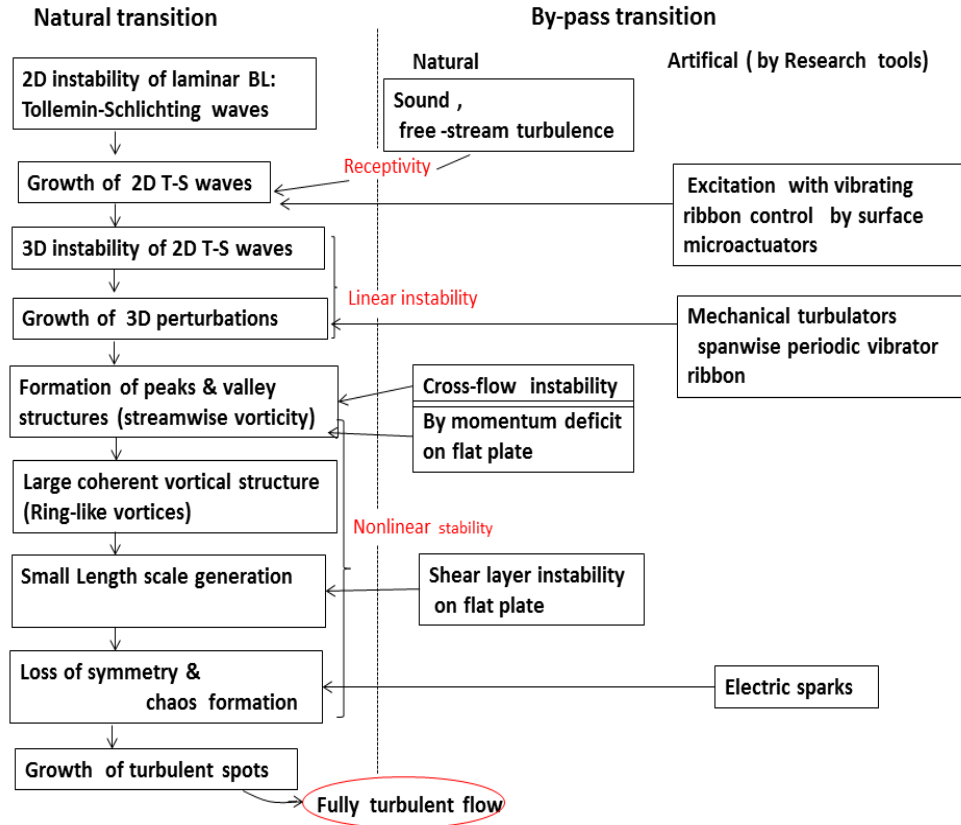 Natural transition
By-pass transition
Natural
Artifical ( by Research tools)
2D instability of laminar BL:
Tollemin-Schlichting waves
Sound ,
free -stream turbulence
Receptivity
Growth of 2D T-S waves
Excitation with vibrating
ribbon control by surface
microactuators
3D instability of 2D T-S waves
Linear instability
Growth of 3D perturbations
Mechanical turbulators
spanwise periodic vibrator
ribbon
Formation of peaks & valley
structures (streamwise vorticity)
Cross-flow instability
By momentum deficit
on flat plate
Large coherent vortical structure
(Ring-like vortices)
Nonlinear stability
Small Length scale generation
Shear layer instability
on flat plate
Loss of symmetry &
chaos formation
Electric sparks
Growth of turbulent spots
Fully turbulent flow